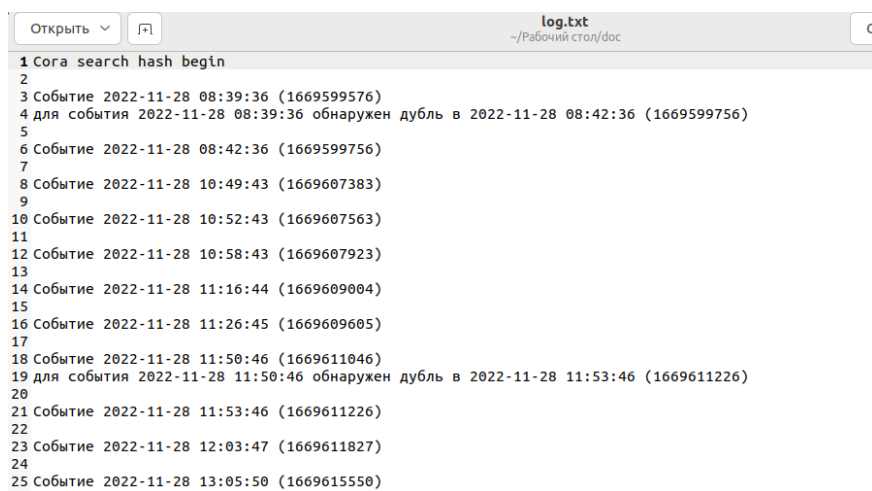 Открыть
log.txt
~/Рабочий стол/doc
1 Cora search hash begin
2
3 Событие 2022-11-28 08:39:36 (1669599576)
4 для события 2022-11-28 08:39:36 обнаружен дубль в 2022-11-28 08:42:36 (1669599756)
5
6 Событие 2022-11-28 08:42:36 (1669599756)
7
8 Событие 2022-11-28 10:49:43 (1669607383)
9
10 Событие 2022-11-28 10:52:43 (1669607563)
11
12 Событие 2022-11-28 10:58:43 (1669607923)
13
14 Событие 2022-11-28 11:16:44 (1669609004)
15
16 Событие 2022-11-28 11:26:45 (1669609605)
17
18 Событие 2022-11-28 11:50:46 (1669611046)
19 для события 2022-11-28 11:50:46 обнаружен дубль в 2022-11-28 11:53:46 (1669611226)
20
21 Событие 2022-11-28 11:53:46 (1669611226)
22
23 Событие 2022-11-28 12:03:47 (1669611827)
24
25 Событие 2022-11-28 13:05:50 (1669615550)